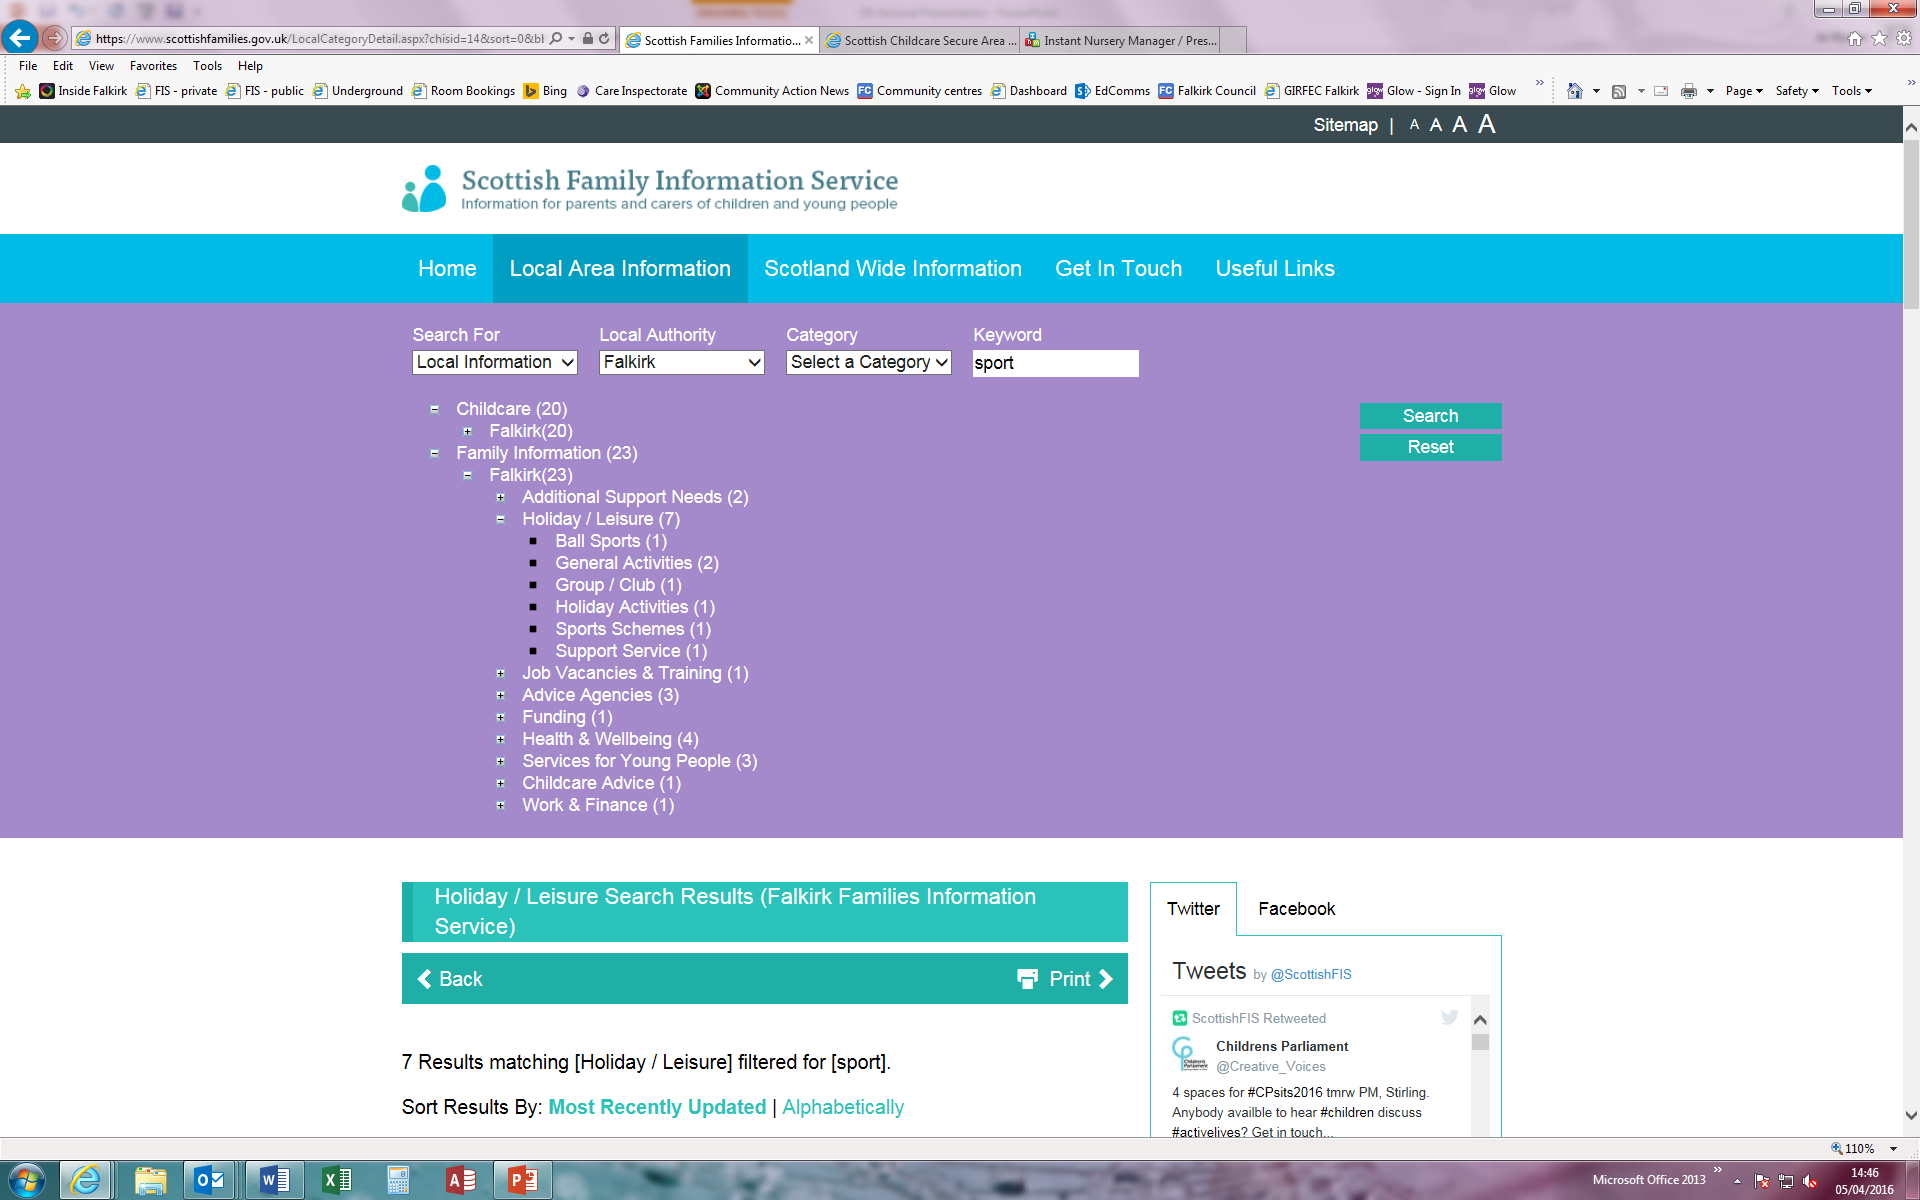 https://www.scottishfamilies.gov.uk/LocalCategoryDetail.aspx?chisid=14&sort=0&bl
Scottish Families Informatio...
Scottish Childcare Secure Area ...
Instant Nursery Manager / Pres...
File Edit View Favorites Tools Help
Inside Falkirk FIS - private FIS - public Underground Room Bookings Bing Care Inspectorate Community Action News Community centres Dashboard EdComms Falkirk Council GIRFEC Falkirk Glow - Sign In Glow Page Safety Tools
Sitemap | A A A A
Scottish Family Information Service
Information for parents and carers of children and young people
Home Local Area Information Scotland Wide Information Get In Touch Useful Links
Search For Local Authority Category Keyword
Local Information Falkirk Select a Category sport
Childcare (20)
Falkirk(20)
Family Information (23)
Falkirk(23)
Additional Support Needs (2)
Holiday / Leisure (7)
Ball Sports (1)
General Activities (2)
Group / Club (1)
Holiday Activities (1)
Sports Schemes (1)
Support Service (1)
Job Vacancies & Training (1)
Advice Agencies (3)
Funding (1)
Health & Wellbeing (4)
Services for Young People (3)
Childcare Advice (1)
Work & Finance (1)
Search
Reset
Holiday / Leisure Search Results (Falkirk Families Information
Service)
Back Print
7 Results matching [Holiday / Leisure] filtered for [sport].
Sort Results By: Most Recently Updated | Alphabetically
Twitter Facebook
Tweets by @ScottishFIS
ScottishFIS Retweeted
Childrens Parliament
@Creative_Voices
4 spaces for #CPsits2016 tmrw PM, Stirling.
Anybody availble to hear #children discuss
#activelives? Get in touch...
110%
Microsoft Office 2013
14:46
05/04/2016